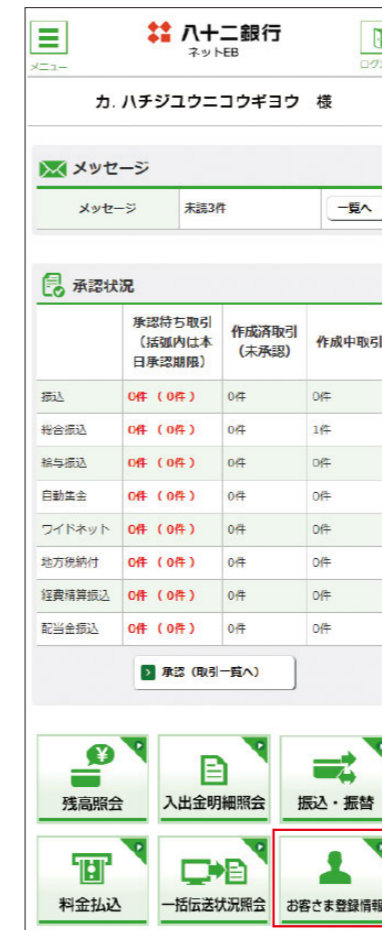 八十二銀行
ネットEB
メニュー
カ. ハチジユウニコウギヨウ 様
メッセージ
メッセージ 未読3件 一覧へ
承認状況
承認待ち取引
(括弧内は本
日承認期限)
作成済取引
(未承認)
作成中取引
振込 0件 (0件) 0件 0件
総合振込 0件 (0件) 0件 1件
給与振込 0件 (0件) 0件 0件
自動集金 0件 (0件) 0件 0件
ワイドネット 0件 (0件) 0件 0件
地方税納付 0件 (0件) 0件 0件
経費精算振込 0件 (0件) 0件 0件
配当金振込 0件 (0件) 0件 0件
承認 (取引一覧へ)
残高照会 入出金明細照会 振込・振替
料金払込 一括伝送状況照会 お客さま登録情報